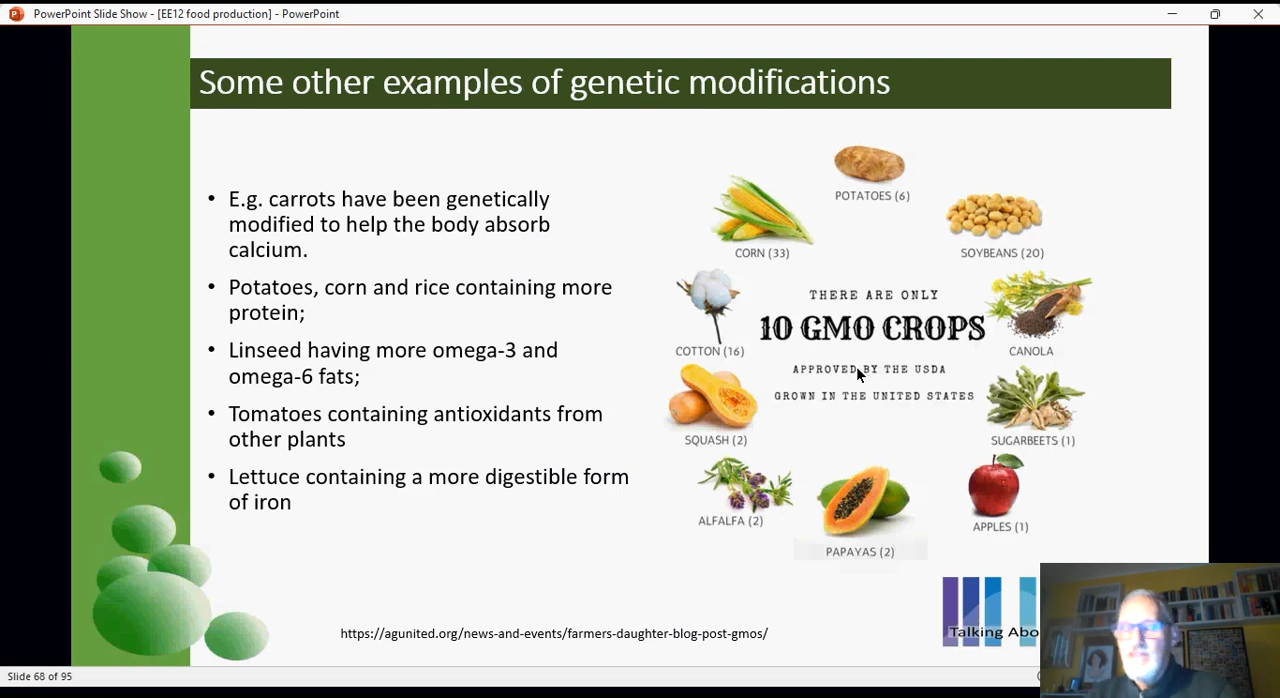 PowerPoint Slide Show - [EE12 food production] - PowerPoint
Some other examples of genetic modifications
• E.g. carrots have been genetically
modified to help the body absorb
calcium.
• Potatoes, corn and rice containing more
protein;
• Linseed having more omega-3 and
omega-6 fats;
• Tomatoes containing antioxidants from
other plants
• Lettuce containing a more digestible form
of iron
POTATOES (6)
CORN (33)
SOYBEANS (20)
THERE ARE ONLY
10 GMO CROPS
APPROVED BY THE USDA
GROWN IN THE UNITED STATES
COTTON (16)
CANOLA
SQUASH (2)
SUGARBEETS (1)
ALFALFA (2)
APPLES (1)
PAPAYAS (2)
https://agunited.org/news-and-events/farmers-daughter-blog-post-gmos/
Talking Abo
Slide 68 of 95